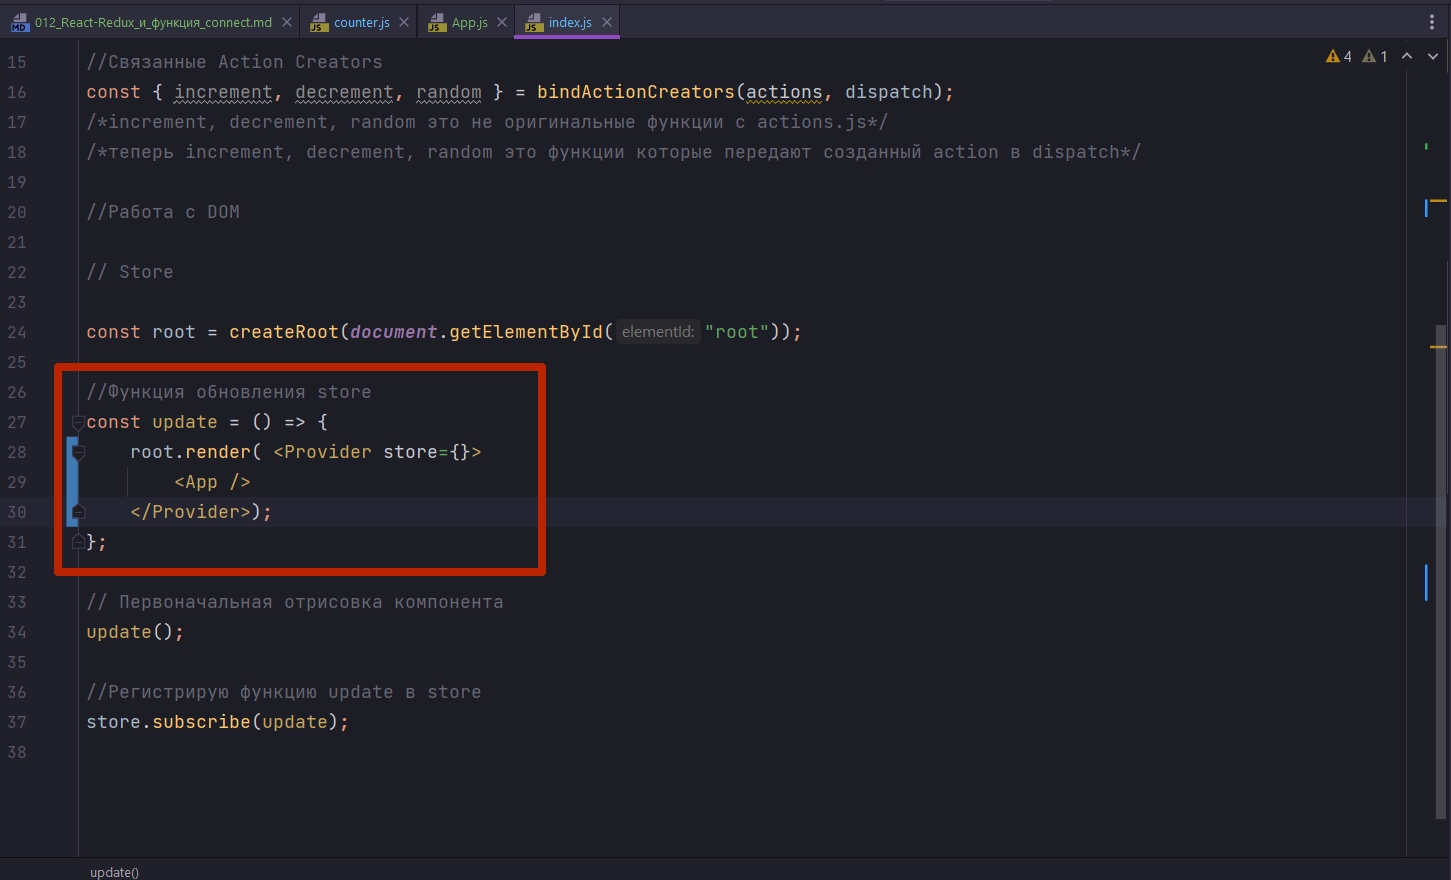 012_React-Redux_и_функция_connect.md counter.js App.js index.js
4 1
15 //Связанные Action Creators
16 const { increment, decrement, random } = bindActionCreators(actions, dispatch);
17 /*increment, decrement, random это не оригинальные функции с actions.js*/
18 /*теперь increment, decrement, random это функции которые передают созданный action в dispatch*/
19
20 //Работа с DOM
21
22 // Store
23
24 const root = createRoot(document.getElementById( elementId: "root"));
25
26 //Функция обновления store
27 const update = () => {
28 root.render( <Provider store={}>
29 <App />
30 </Provider>);
31 };
32
33 // Первоначальная отрисовка компонента
34 update();
35
36 //Регистрирую функцию update в store
37 store.subscribe(update);
38
update()